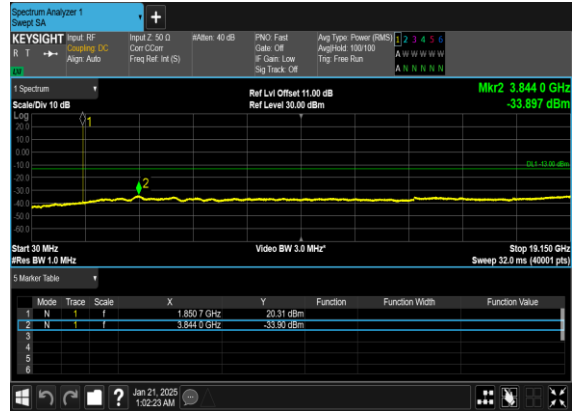 Spectrum Analyzer 1
Swept SA
+
KEYSIGHT Input: RF Input Z: 50 Ω #Atten: 40 dB PNO: Fast Avg Type: Power (RMS) 1 2 3 4 5 6
R T Coupling: DC Corr CCorr Gate: Off Avg|Hold: 100/100 A W W W W W
Align: Auto Freq Ref: Int (S) IF Gain: Low Trig: Free Run
Sig Track: Off A N N N N N
1 Spectrum Ref Lvl Offset 11.00 dB Mkr2 3.844 0 GHz
Scale/Div 10 dB Ref Level 30.00 dBm -33.897 dBm
Log
20.0
10.0
0.00
-10.0
-20.0
-30.0
-40.0
-50.0
-60.0
1
2
DL1 -13.00 dBm
Start 30 MHz Video BW 3.0 MHz* Stop 19.150 GHz
#Res BW 1.0 MHz Sweep 32.0 ms (40001 pts)
5 Marker Table
Mode Trace Scale X Y Function Function Width Function Value
1 N 1 f 1.850 7 GHz 20.31 dBm
2 N 1 f 3.844 0 GHz -33.90 dBm
3
4
5
6
? Jan 21, 2025
1:02:23 AM